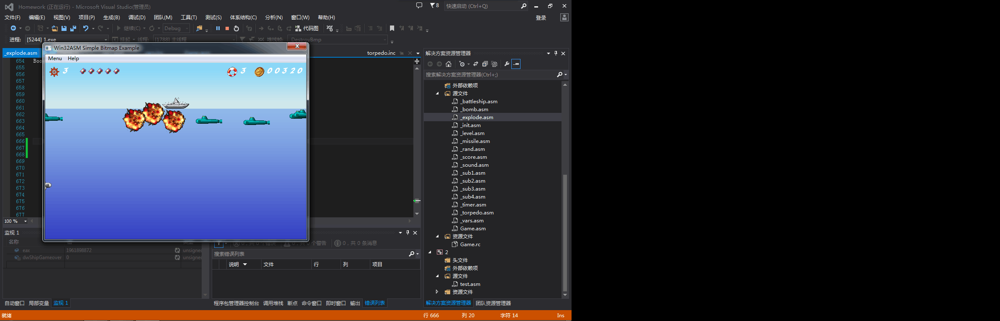 Homework (正在运行) - Microsoft Visual Studio(管理员)
8
快速启动 (Ctrl+Q)
文件(F) 编辑(E) 视图(V) 项目(P) 生成(B) 调试(D) 团队(M) 工具(T) 测试(S) 体系结构(C) 分析(N) 窗口(W) 帮助(H)
登录
继续(C) Debug 代码图
进程: [5244] 1.exe 挂起 线程: [1788] 主线程 堆栈帧: DestroyBmp
_explode.asm
torpedo.inc
Win32ASM Simple Bitmap Example
Menu Help
3 3 00320
654 Boo
655
656
657
658
659
660
661
662
663
664
665
666
667
668
669
670
671
672
673
674
675
676
677
100 %
监视 1
名称 值 类型
eax 1961898872 unsigned
dwShipGameover 0 unsigned
自动窗口 局部变量 监视 1
0 , 共 0 个错误 0 , 共 0 个警告 0 , 共 0 条消息
搜索错误列表
说明 文件 行 列 项目
程序包管理器控制台 调用堆栈 断点 命令窗口 即时窗口 输出 错误列表
解决方案资源管理器
搜索解决方案资源管理器(Ctrl+;)
外部依赖项
源文件
_battleship.asm
_bomb.asm
_explode.asm
_init.asm
_level.asm
_missile.asm
_rand.asm
_score.asm
_sound.asm
_sub1.asm
_sub2.asm
_sub3.asm
_sub4.asm
_timer.asm
_torpedo.asm
_vars.asm
Game.asm
资源文件
Game.rc
2
头文件
外部依赖项
源文件
test.asm
资源文件
解决方案资源管理器 团队资源管理器
就绪
行 666 列 20 字符 14 Ins